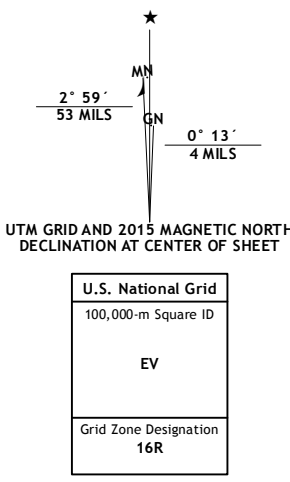 ★
MN
2° 59´
53 MILS
GN
0° 13´
4 MILS
UTM GRID AND 2015 MAGNETIC NORTH
DECLINATION AT CENTER OF SHEET
U.S. National Grid
100,000-m Square ID
EV
Grid Zone Designation
16R